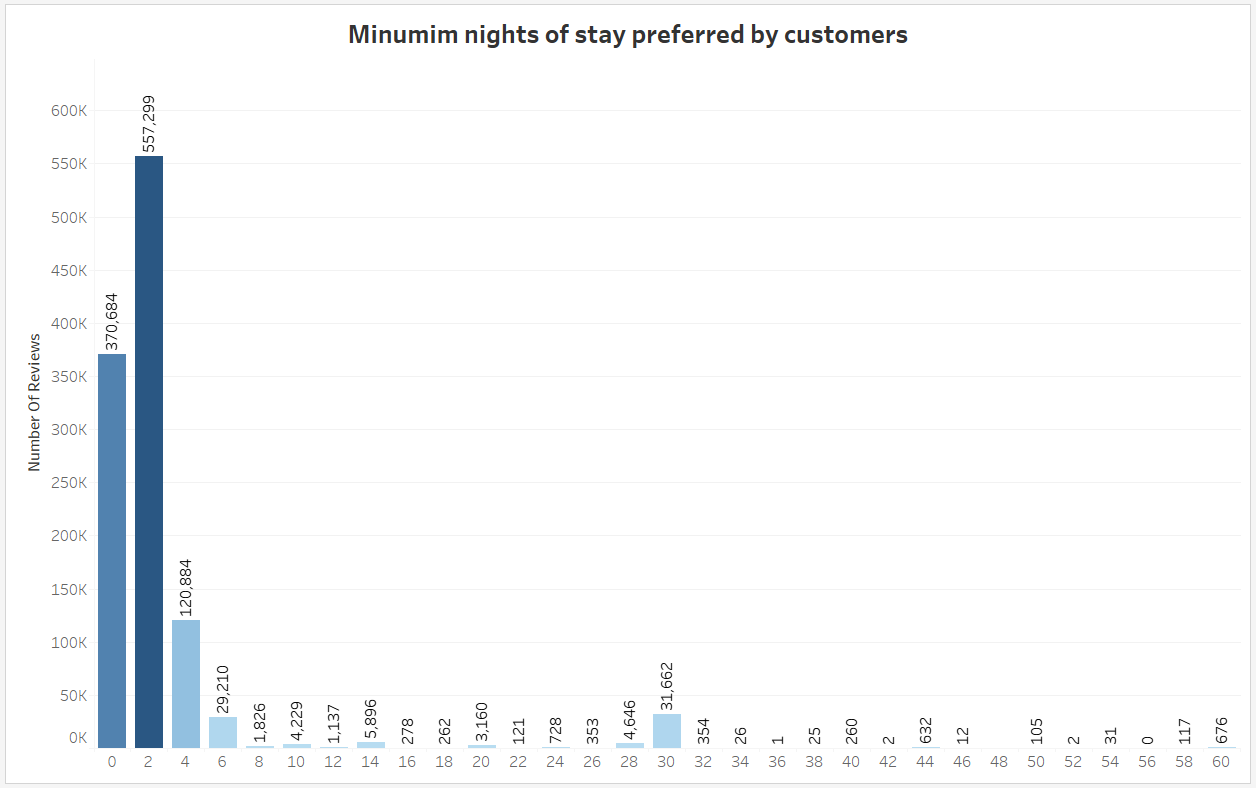 Minumim nights of stay preferred by customers
Number Of Reviews
600K
550K
500K
450K
400K
350K
300K
250K
200K
150K
100K
50K
0K
370,684
557,299
120,884
29,210
1,826
4,229
1,137
5,896
278
262
3,160
121
728
353
4,646
31,662
354
26
1
25
260
2
632
12
105
2
31
0
117
676
0 2 4 6 8 10 12 14 16 18 20 22 24 26 28 30 32 34 36 38 40 42 44 46 48 50 52 54 56 58 60